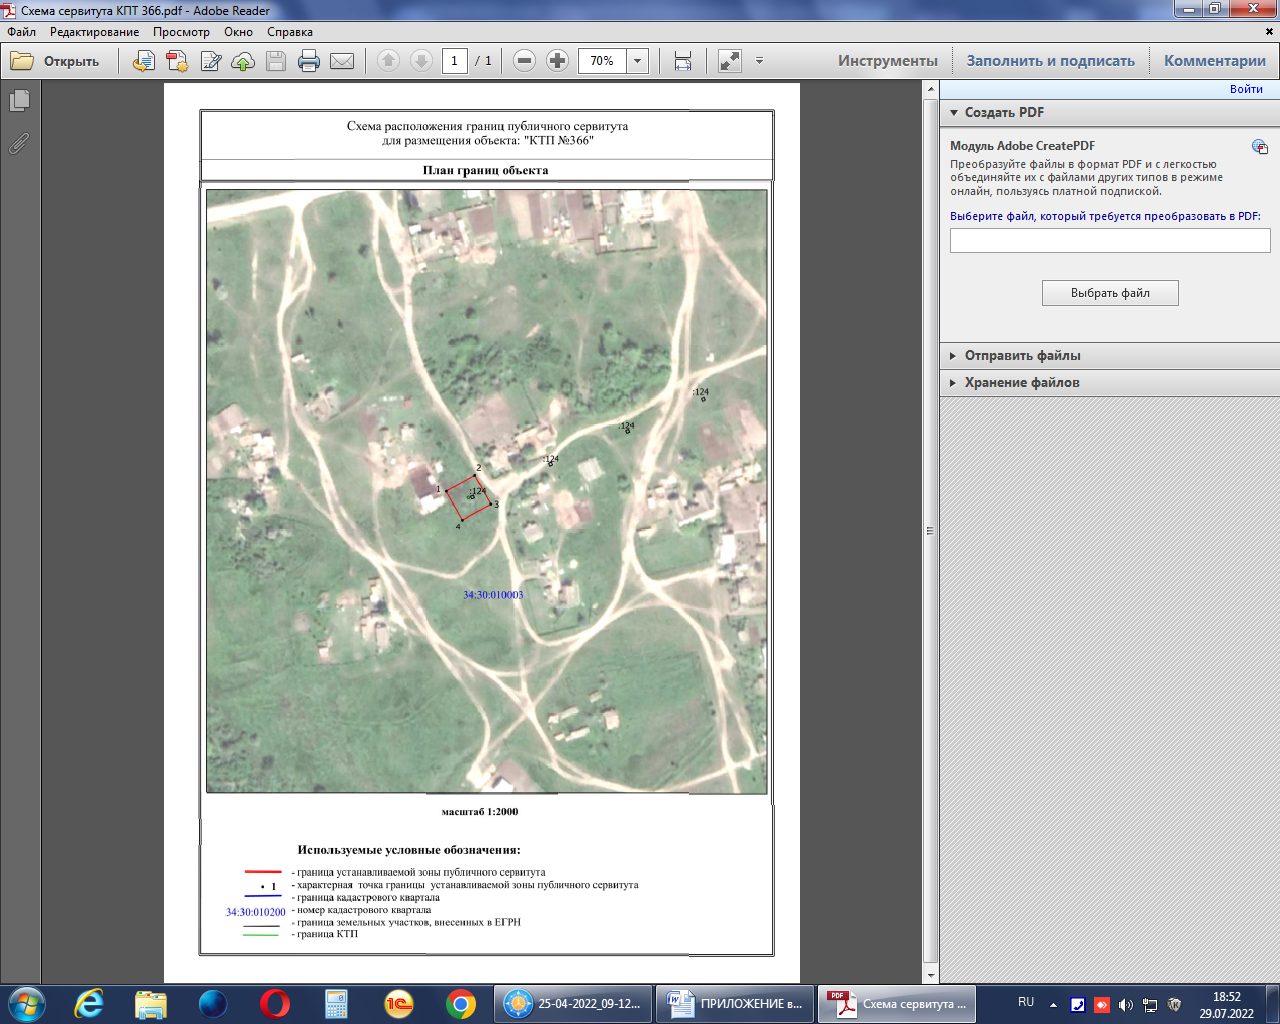 Схема сервитута КПТ 366.pdf - Adobe Reader
Файл Редактирование Просмотр Окно Справка
Открыть 1 / 1 70% Инструменты Заполнить и подписать Комментарии
Войти
Создать PDF
Модуль Adobe CreatePDF
Преобразуйте файлы в формат PDF и с легкостью
объединяйте их с файлами других типов в режиме
онлайн, пользуясь платной подпиской.
Выберите файл, который требуется преобразовать в PDF:
Выбрать файл
Отправить файлы
Хранение файлов
Схема расположения границ публичного сервитута
для размещения объекта: "КТП №366"
План границ объекта
:124
:124
:124
2
1
:124
3
4
34:30:010003
масштаб 1:2000
Используемые условные обозначения:
- граница устанавливаемой зоны публичного сервитута
• 1 - характерная точка границы устанавливаемой зоны публичного сервитута
- граница кадастрового квартала
34:30:010200 - номер кадастрового квартала
- граница земельных участков, внесенных в ЕГРН
- граница КТП
25-04-2022_09-12... ПРИЛОЖЕНИЕ в... Схема сервитута ... RU 18:52
29.07.2022